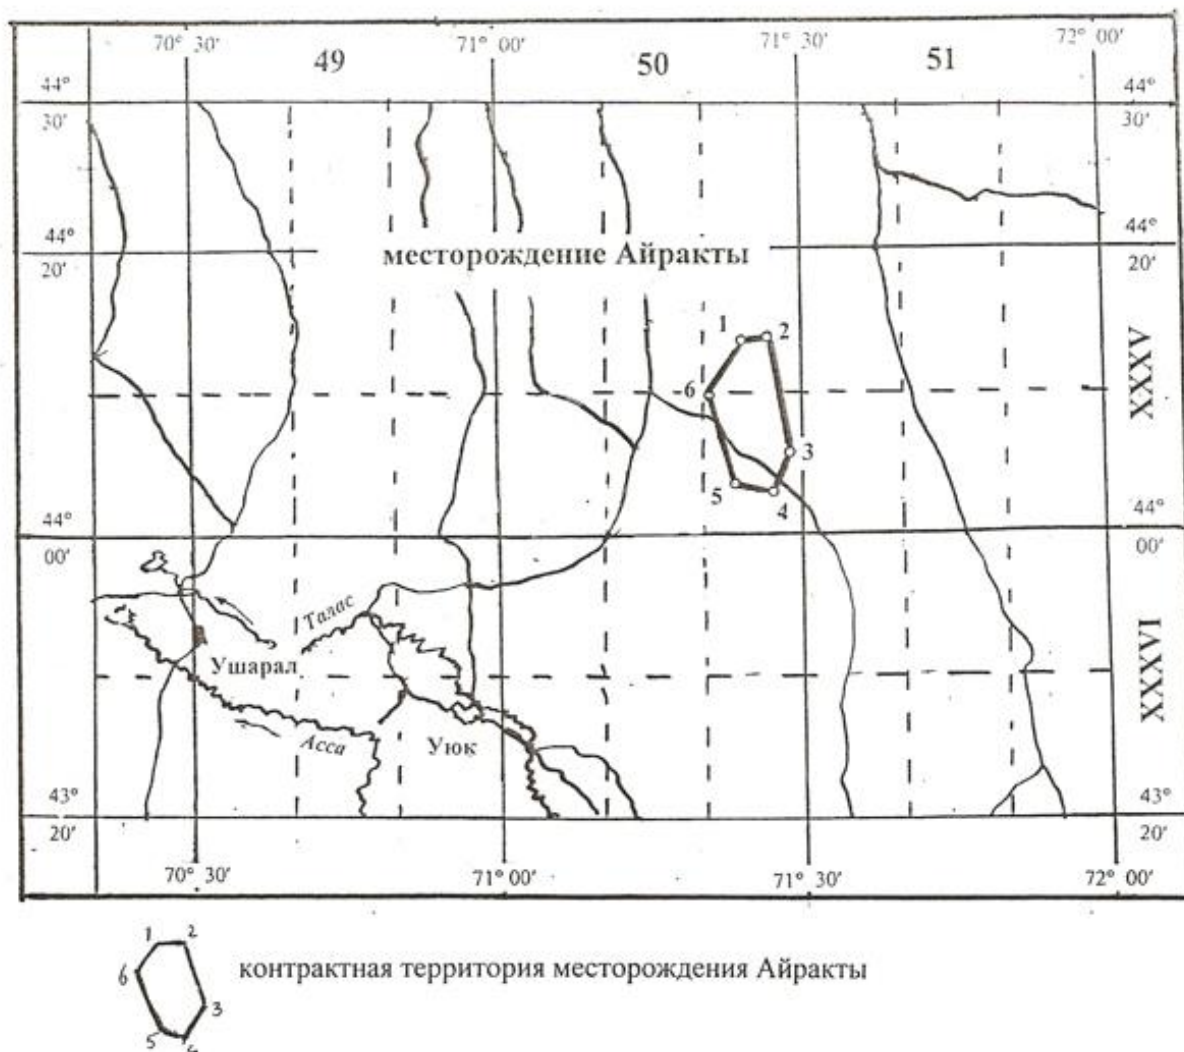 70° 30' 71° 00' 71° 30' 72° 00'
49 50 51
44° 44°
30' 30'
44° 44°
20' 20'
месторождение Айракты
XXXV
1 2
6
3
5 4
44° 44°
00' 00'
Талас
Ушарал
XXXVI
Асса Уюк
43° 43°
20' 20'
70° 30' 71° 00' 71° 30' 72° 00'
1 2
6 контрактная территория месторождения Айракты
3
5 4